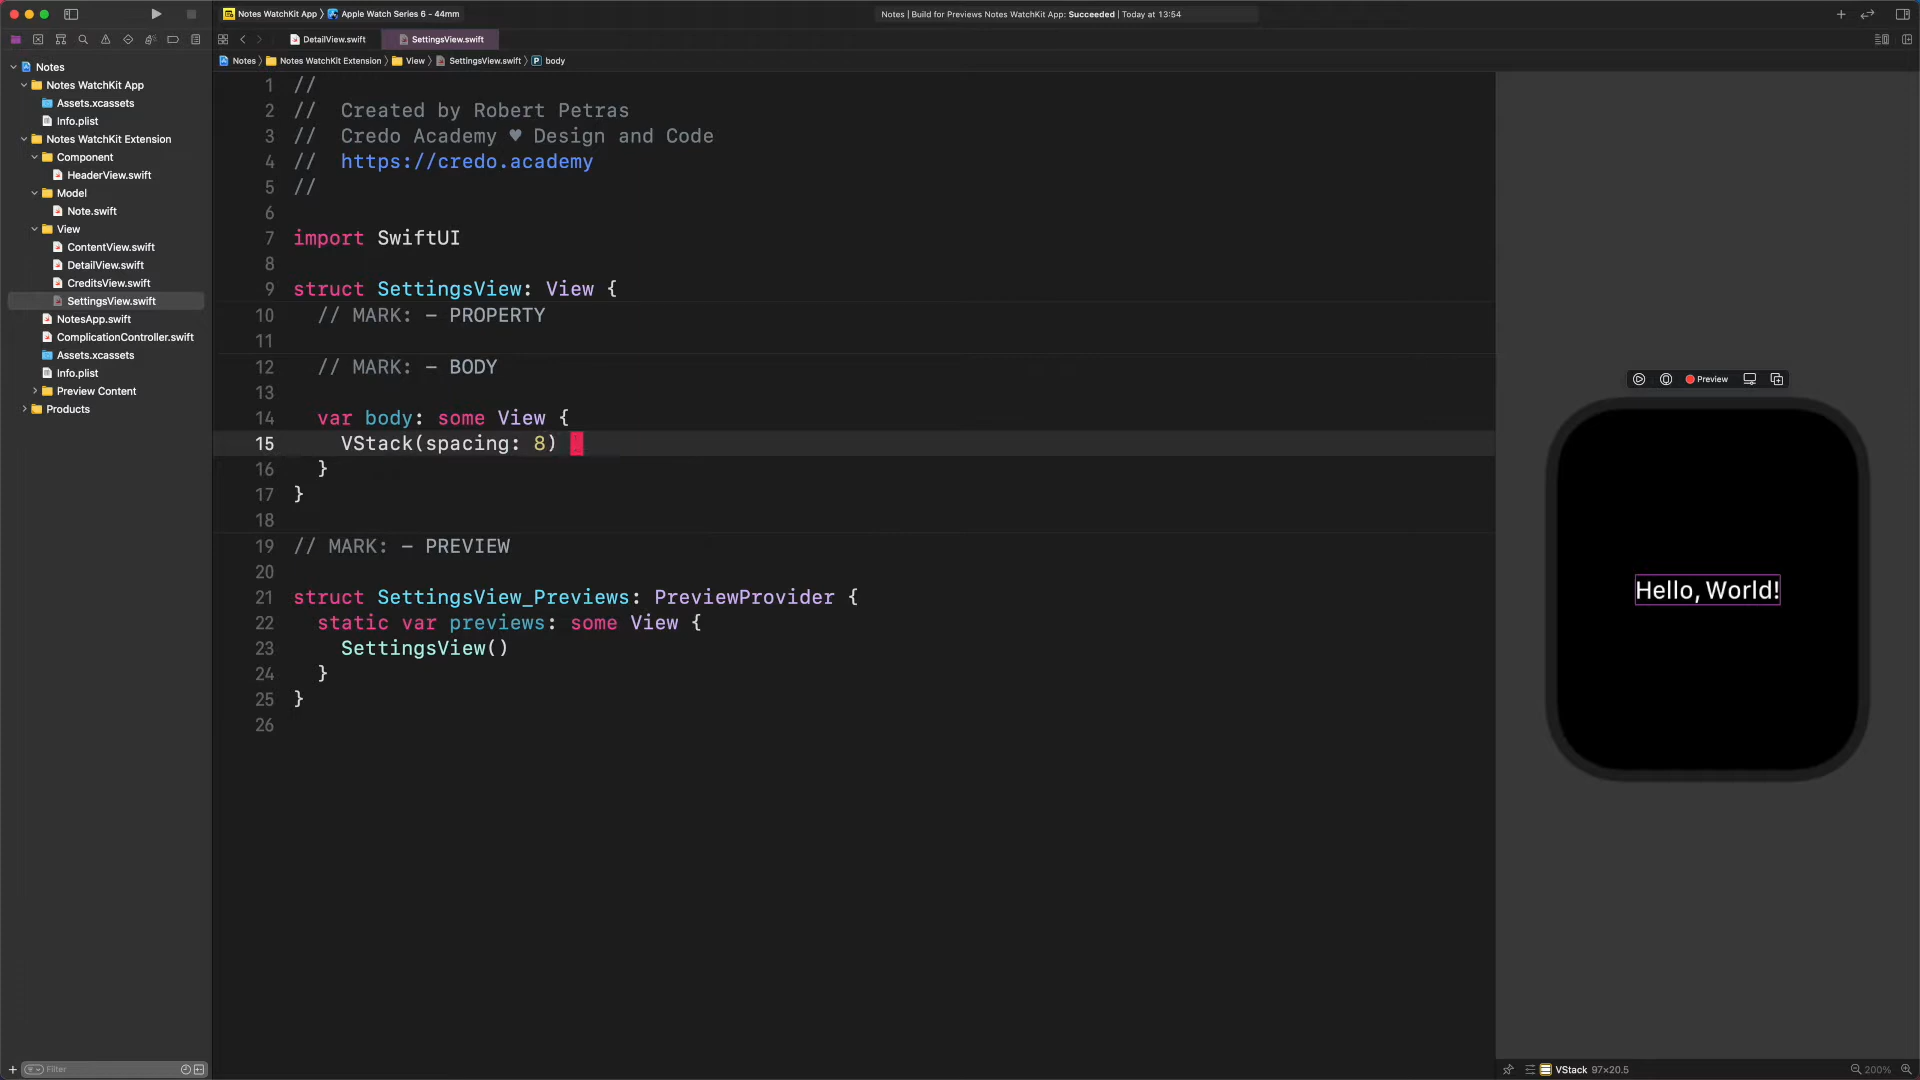 Notes WatchKit App 〉 Apple Watch Series 6 - 44mm
Notes | Build for Previews Notes WatchKit App: Succeeded | Today at 13:54
DetailView.swift
SettingsView.swift
Notes 〉 Notes WatchKit Extension 〉 View 〉 SettingsView.swift 〉 P body
Notes
Notes WatchKit App
Assets.xcassets
Info.plist
Notes WatchKit Extension
Component
HeaderView.swift
Model
Note.swift
View
ContentView.swift
DetailView.swift
CreditsView.swift
SettingsView.swift
NotesApp.swift
ComplicationController.swift
Assets.xcassets
Info.plist
Preview Content
Products
Filter
1 //
2 // Created by Robert Petras
3 // Credo Academy ♥ Design and Code
4 // https://credo.academy
5 //
6
7 import SwiftUI
8
9 struct SettingsView: View {
10 // MARK: - PROPERTY
11
12 // MARK: - BODY
13
14 var body: some View {
15 VStack(spacing: 8)
16 }
17 }
18
19 // MARK: - PREVIEW
20
21 struct SettingsView_Previews: PreviewProvider {
22 static var previews: some View {
23 SettingsView()
24 }
25 }
26
Preview
Hello, World!
VStack 97×20.5
200%